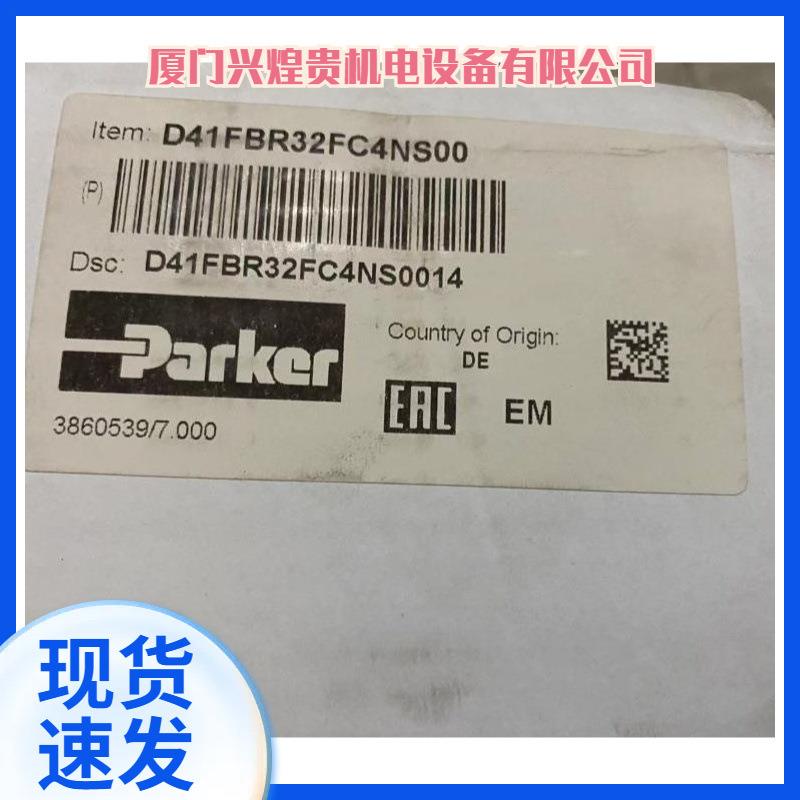 厦门兴煌贵机电设备有限公司
Item: D41FBR32FC4NS00
(P)
Dsc: D41FBR32FC4NS0014
Parker
Country of Origin:
DE
EAC EM
3860539/7.000
现货
速发